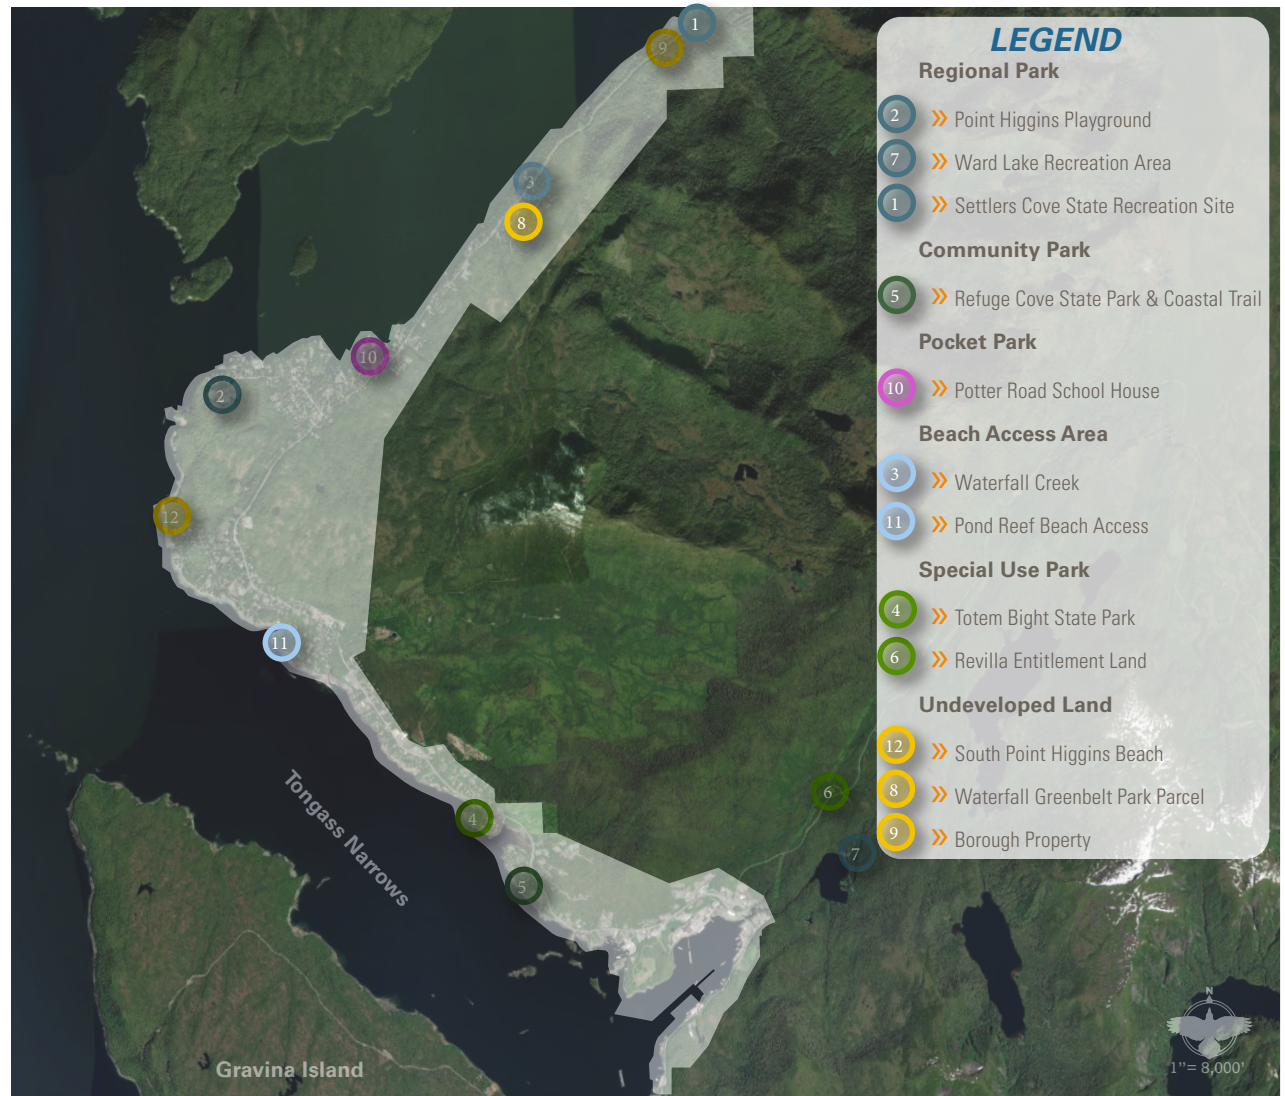 LEGEND
Regional Park
2 » Point Higgins Playground
7 » Ward Lake Recreation Area
1 » Settlers Cove State Recreation Site
Community Park
5 » Refuge Cove State Park & Coastal Trail
Pocket Park
10 » Potter Road School House
Beach Access Area
3 » Waterfall Creek
11 » Pond Reef Beach Access
Special Use Park
4 » Totem Bight State Park
6 » Revilla Entitlement Land
Undeveloped Land
12 » South Point Higgins Beach
8 » Waterfall Greenbelt Park Parcel
9 » Borough Property
1
9
3
8
10
2
12
11
6
4
7
5
Tongass Narrows
Gravina Island
N
1"= 8,000'